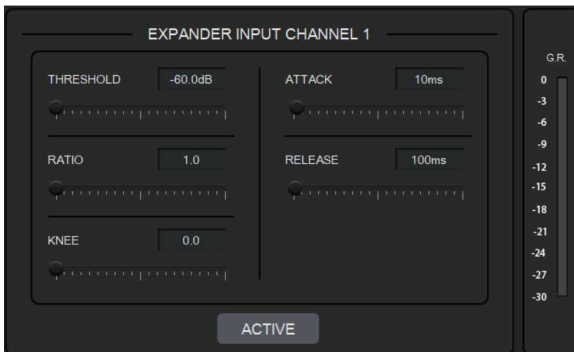 EXPANDER INPUT CHANNEL 1
THRESHOLD -60.0dB
RATIO 1.0
KNEE 0.0
ATTACK 10ms
RELEASE 100ms
ACTIVE
G.R.
0
-3
-6
-9
-12
-15
-18
-21
-24
-27
-30